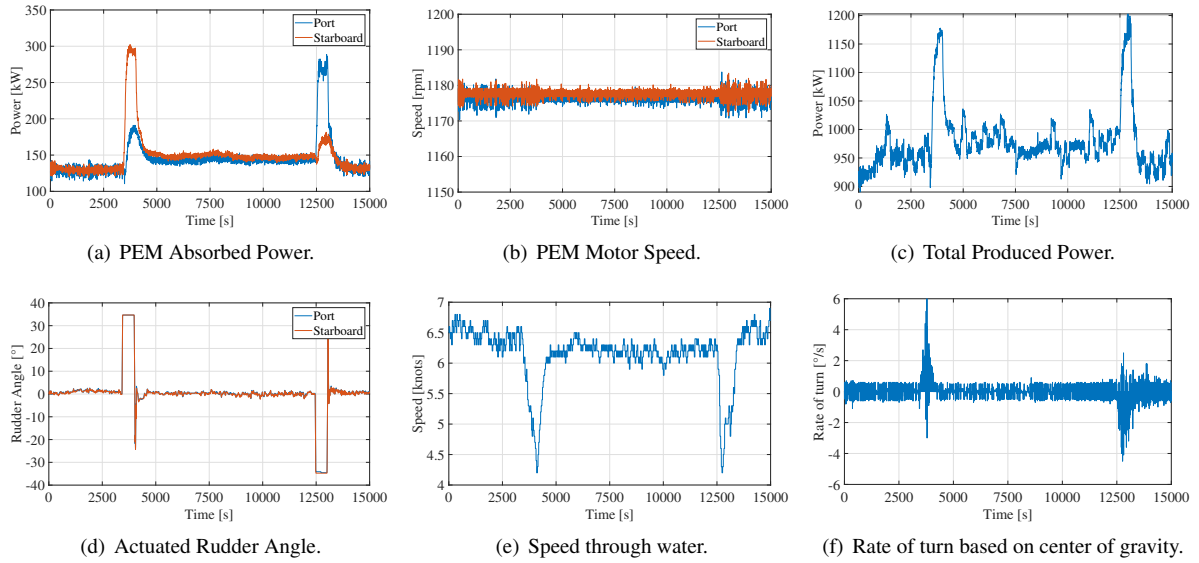 350
300
250
200
150
100
Power [kW]
0 2500 5000 7500 10000 12500 15000
Time [s]
Port
Starboard
(a) PEM Absorbed Power.
1200
1190
1180
1170
1160
1150
Speed [rpm]
0 2500 5000 7500 10000 12500 15000
Time [s]
Port
Starboard
(b) PEM Motor Speed.
1200
1150
1100
1050
1000
950
900
Power [kW]
0 2500 5000 7500 10000 12500 15000
Time [s]
(c) Total Produced Power.
40
30
20
10
0
-10
-20
-30
-40
Rudder Angle [°]
0 2500 5000 7500 10000 12500 15000
Time [s]
Port
Starboard
(d) Actuated Rudder Angle.
7
6.5
6
5.5
5
4.5
4
Speed [knots]
0 2500 5000 7500 10000 12500 15000
Time [s]
(e) Speed through water.
6
4
2
0
-2
-4
-6
Rate of turn [°/s]
0 2500 5000 7500 10000 12500 15000
Time [s]
(f) Rate of turn based on center of gravity.